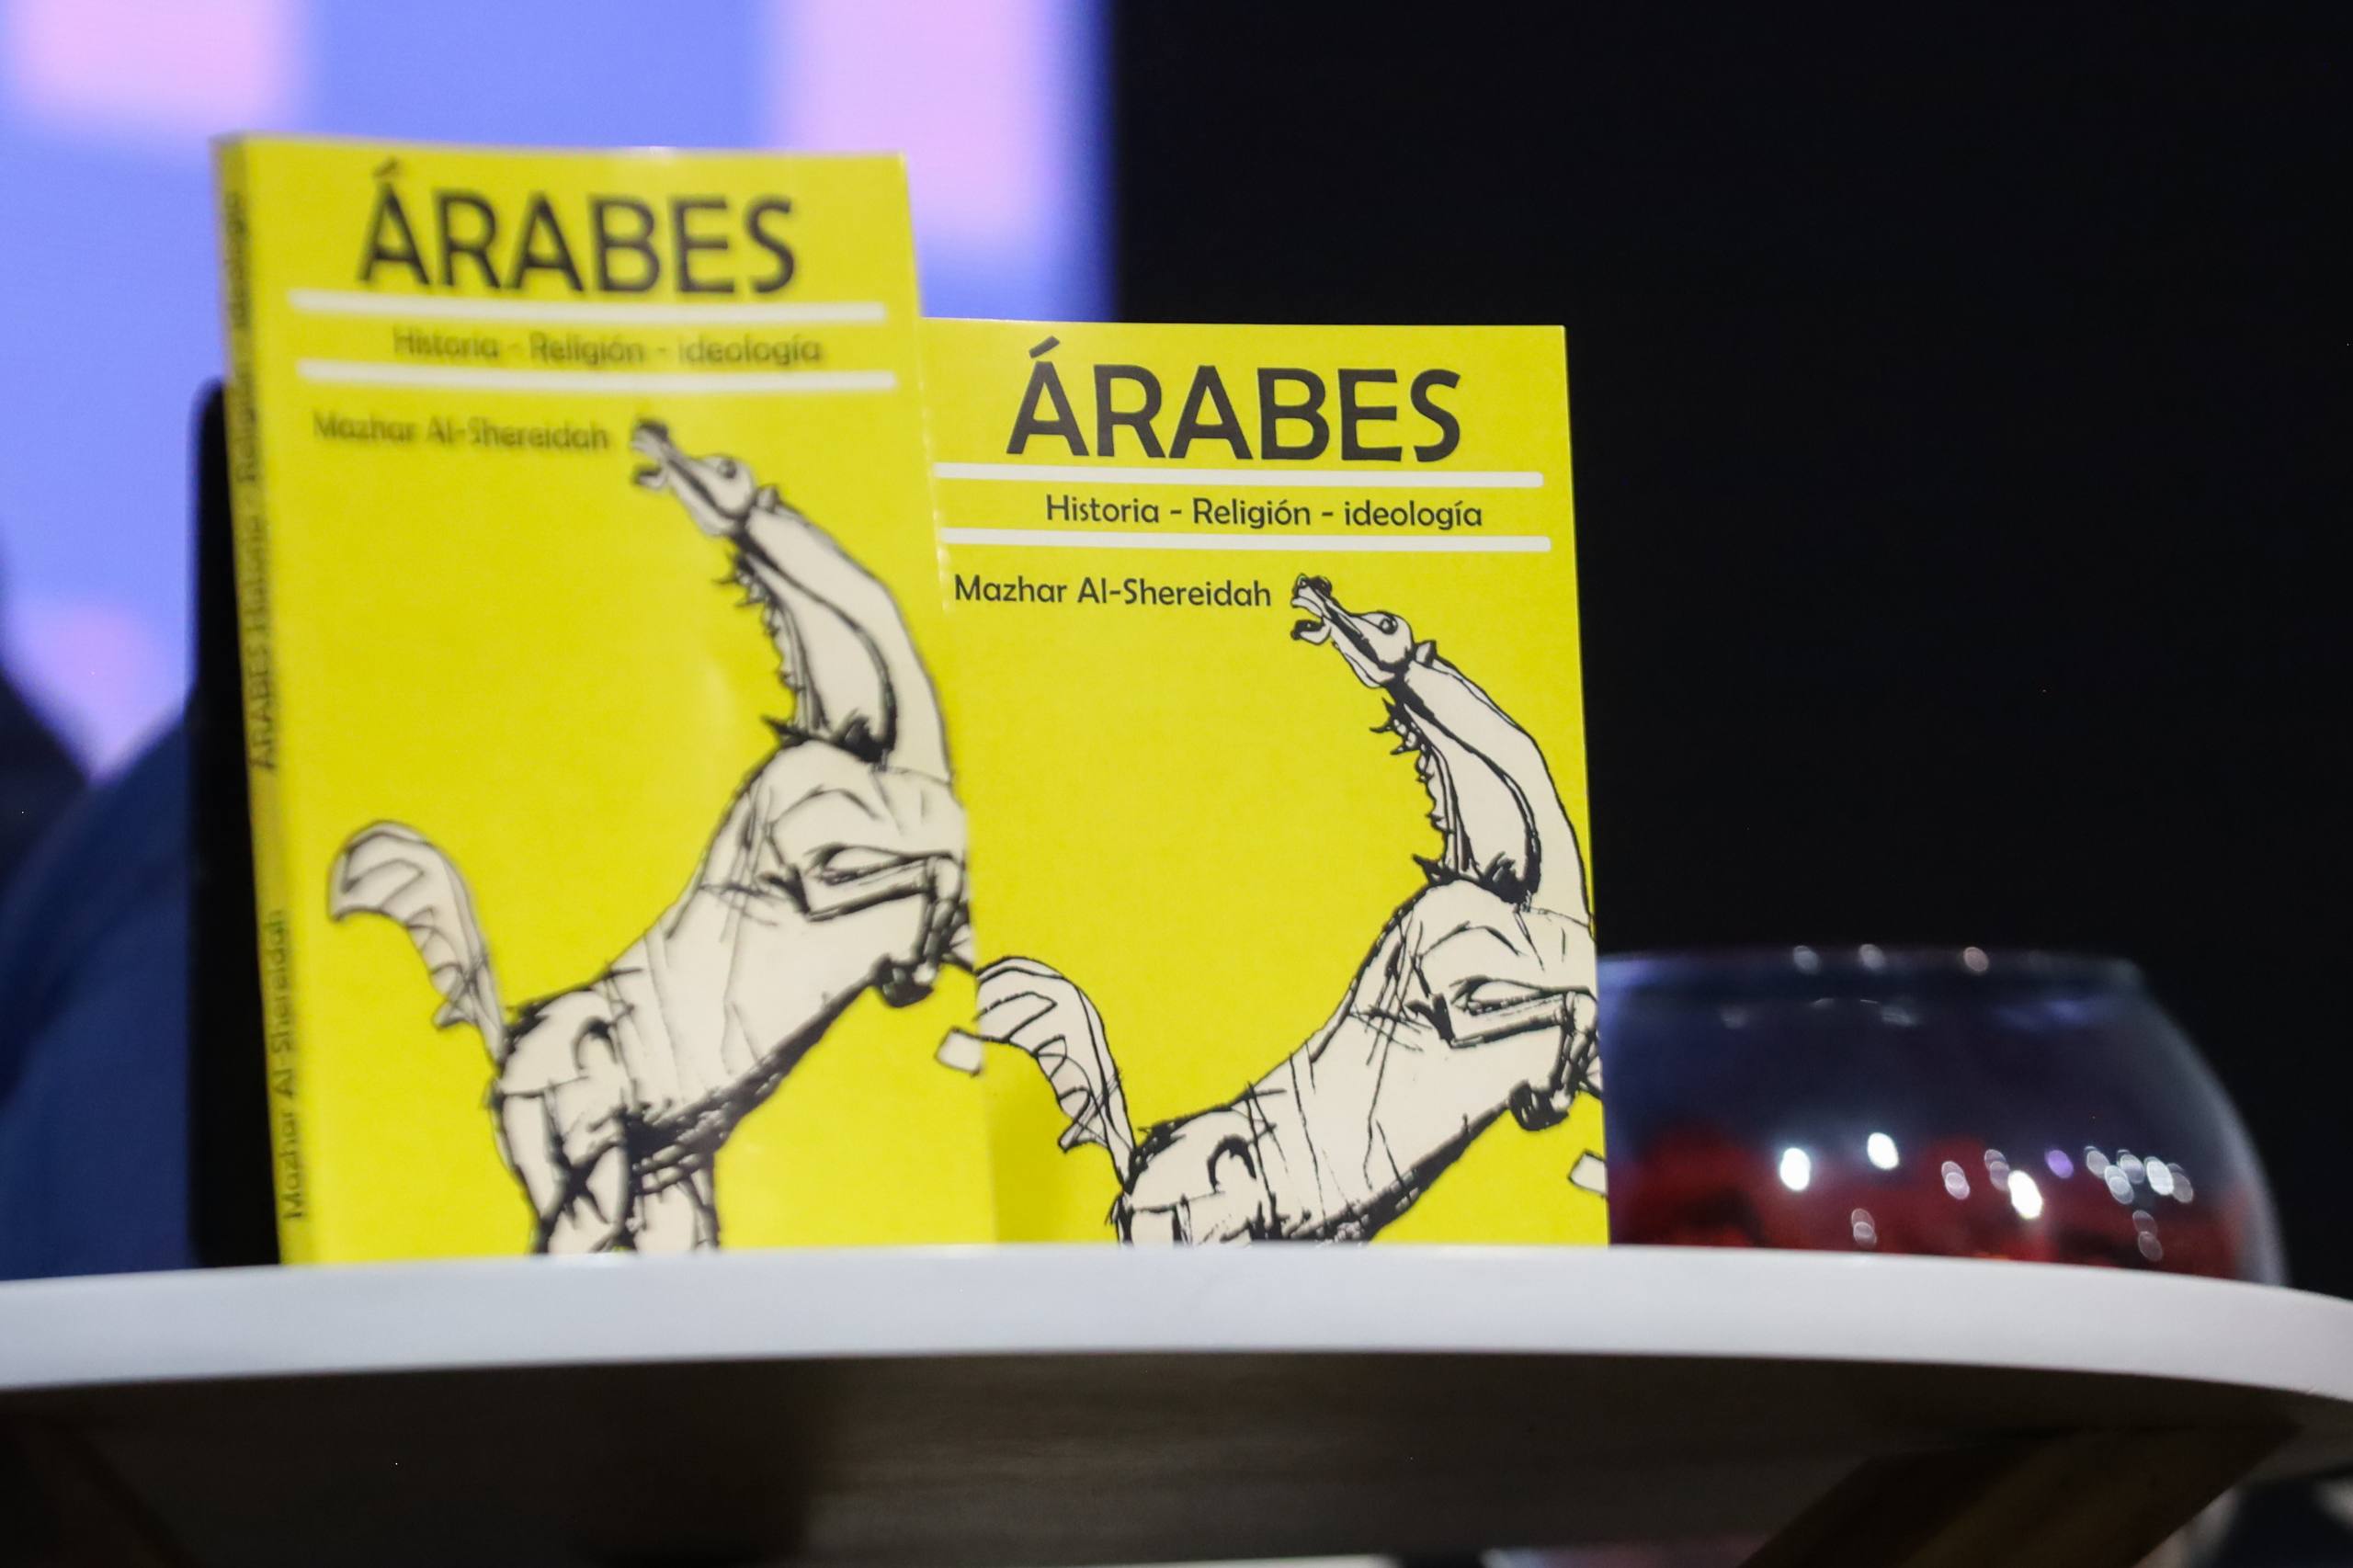 ÁRABES
Historia - Religión - ideología
Mazhar Al-Shereidah
ÁRABES Historia - Religión - ideología
Mazhar Al-Shereidah
ÁRABES
Historia - Religión - ideología
Mazhar Al-Shereidah